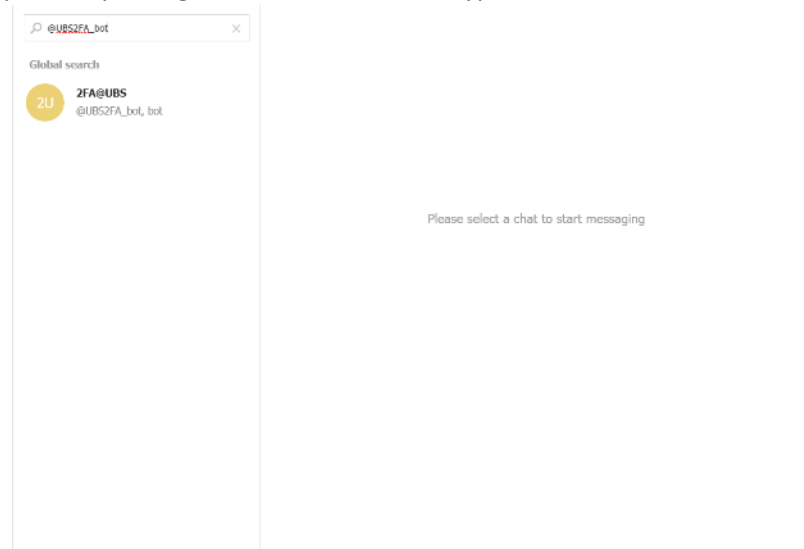 @UBS2FA_bot
Global search
2U
2FA@UBS
@UBS2FA_bot, bot
Please select a chat to start messaging